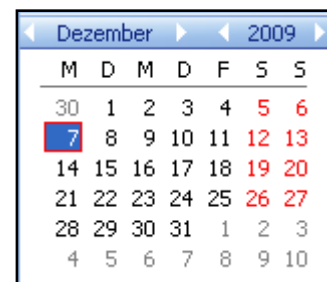 Dezember 2009
M D M D F S S
30 1 2 3 4 5 6
7 8 9 10 11 12 13
14 15 16 17 18 19 20
21 22 23 24 25 26 27
28 29 30 31 1 2 3
4 5 6 7 8 9 10